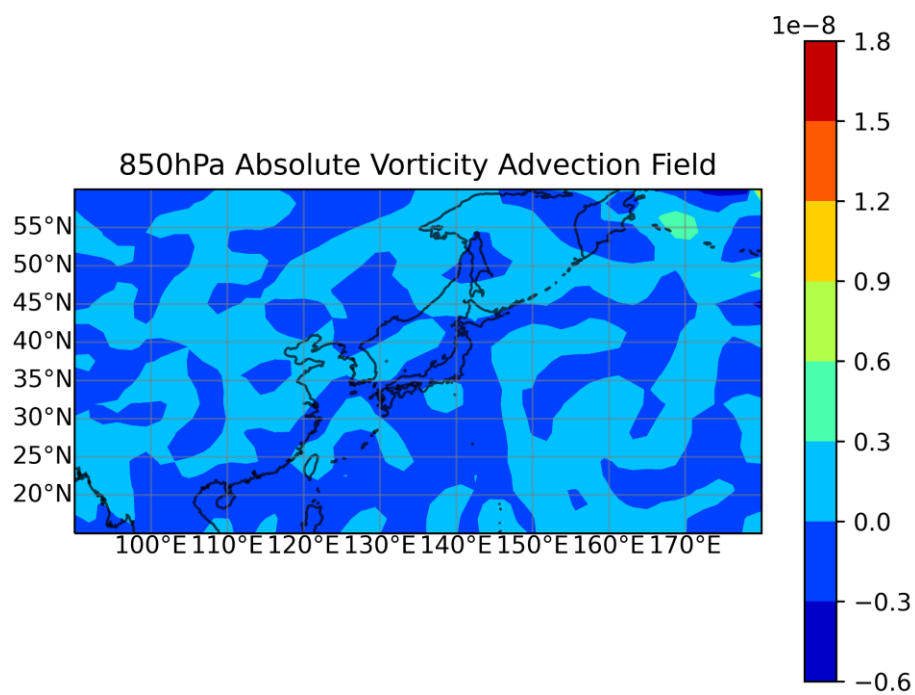 1e−8
850hPa Absolute Vorticity Advection Field
55°N
50°N
45°N
40°N
35°N
30°N
25°N
20°N
100°E 110°E 120°E 130°E 140°E 150°E 160°E 170°E
1.8
1.5
1.2
0.9
0.6
0.3
0.0
−0.3
−0.6